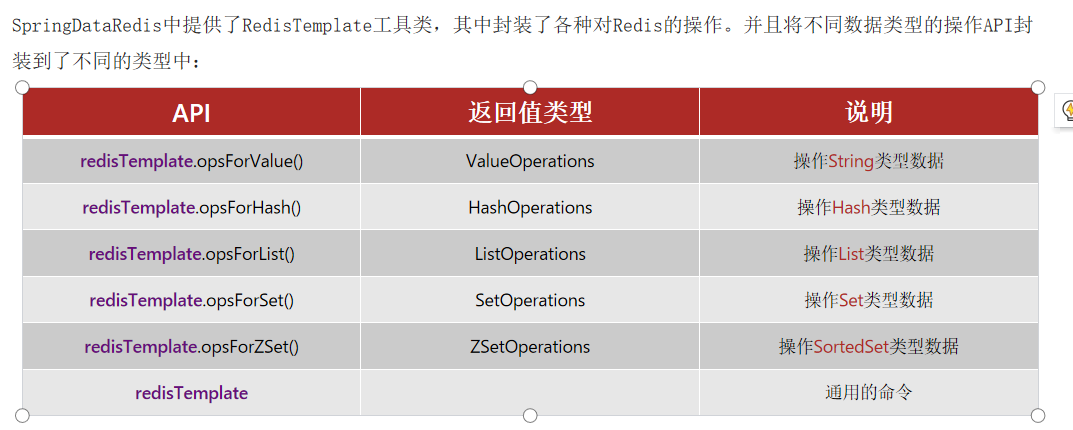 SpringDataRedis中提供了RedisTemplate工具类，其中封装了各种对Redis的操作。并且将不同数据类型的操作API封
装到了不同的类型中：
API 返回值类型 说明
redisTemplate.opsForValue() ValueOperations 操作String类型数据
redisTemplate.opsForHash() HashOperations 操作Hash类型数据
redisTemplate.opsForList() ListOperations 操作List类型数据
redisTemplate.opsForSet() SetOperations 操作Set类型数据
redisTemplate.opsForZSet() ZSetOperations 操作SortedSet类型数据
redisTemplate 通用的命令